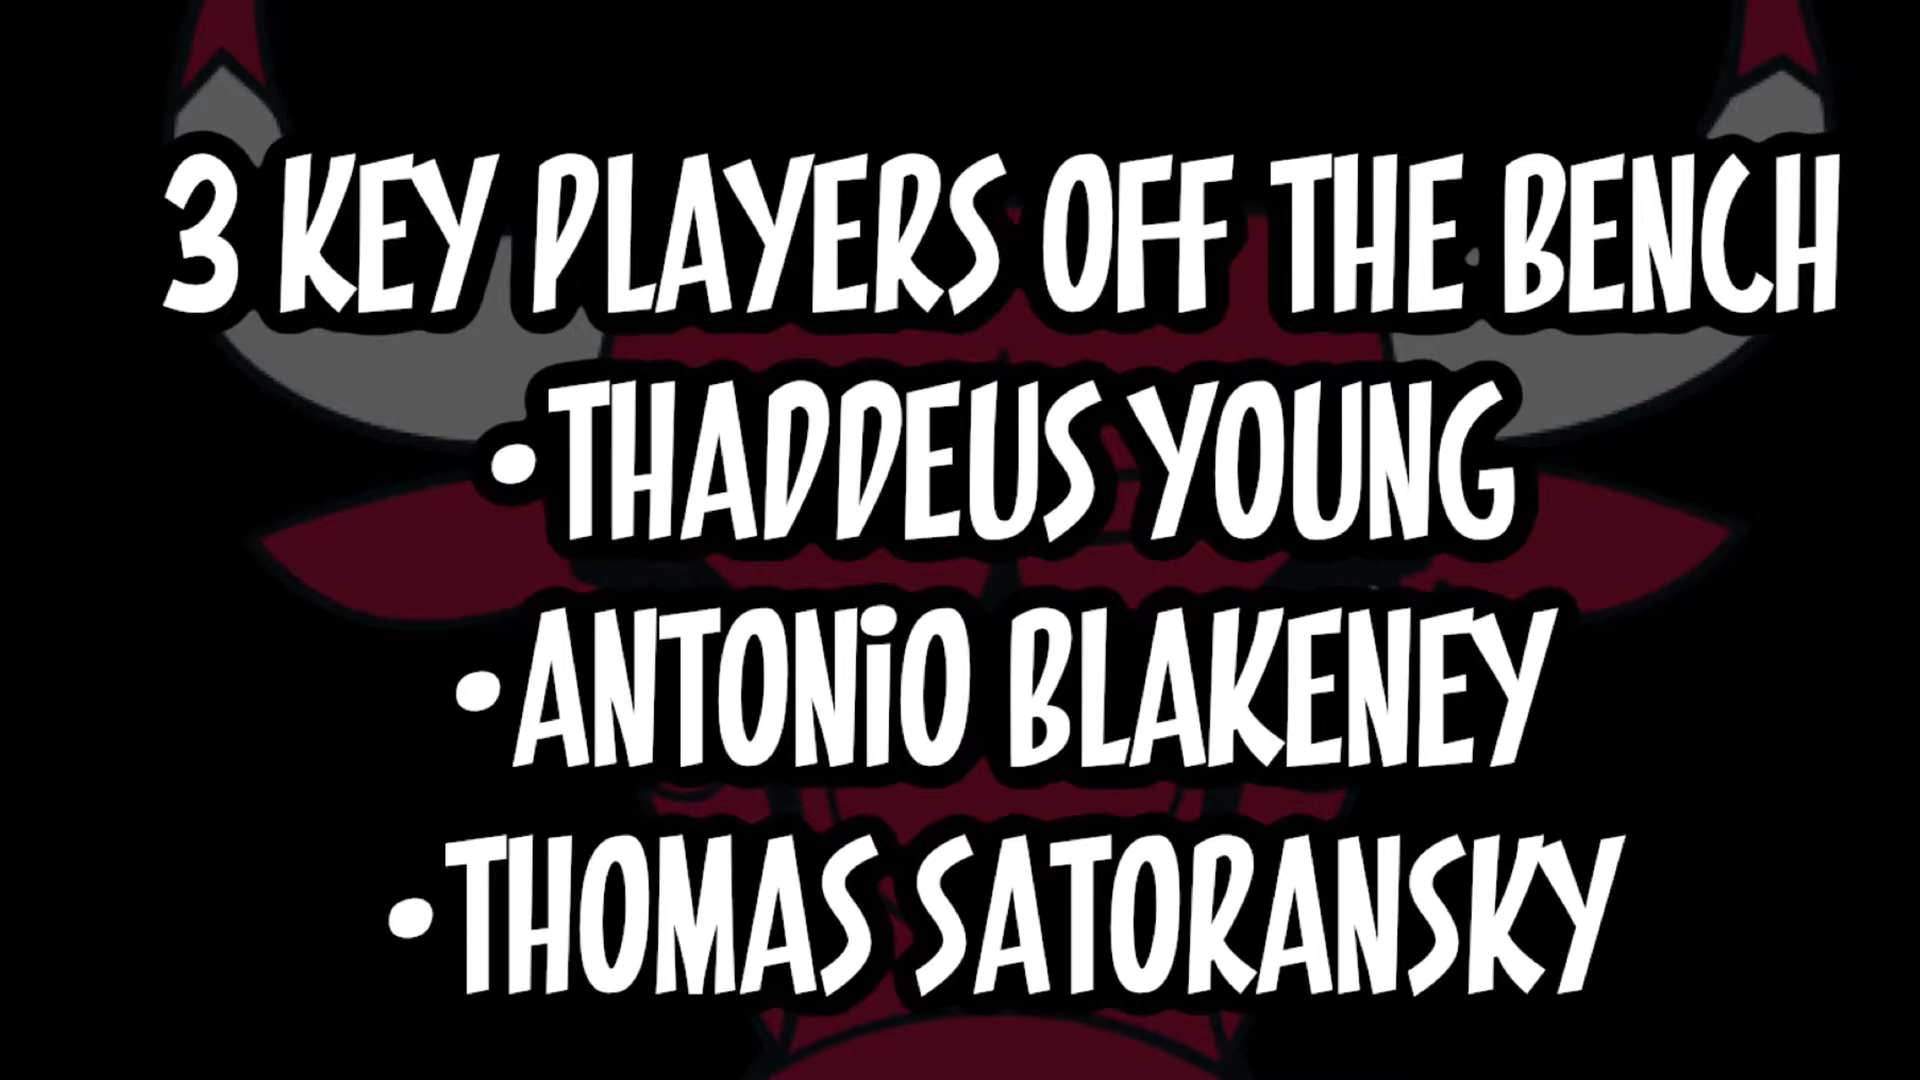 3 KEY PLAYERS OFF THE BENCH
•THADDEUS YOUNG
•ANTONiO BLAKENEY
•THOMAS SATORANSKY